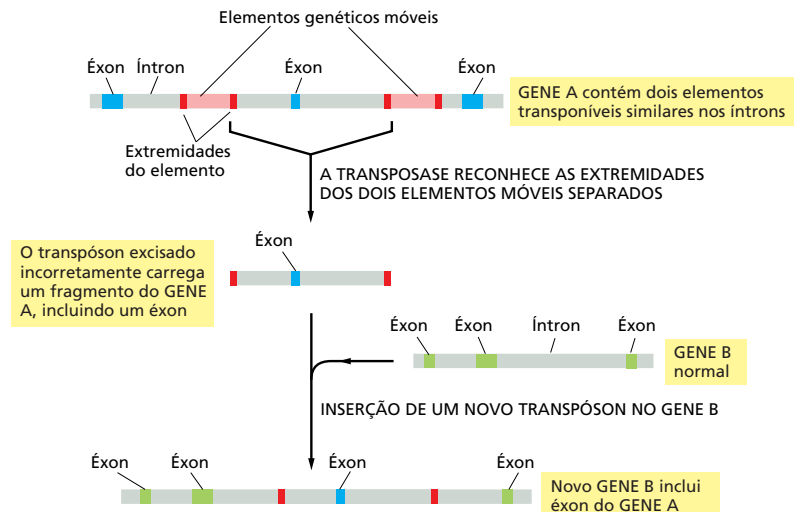 Elementos genéticos móveis
Éxon
Íntron
Éxon
Éxon
GENE A contém dois elementos
transponíveis similares nos íntrons
Extremidades
do elemento
A TRANSPOSASE RECONHECE AS EXTREMIDADES
DOS DOIS ELEMENTOS MÓVEIS SEPARADOS
O transpóson excisado
incorretamente carrega
um fragmento do GENE
A, incluindo um éxon
Éxon
Éxon
Éxon
Íntron
Éxon
GENE B
normal
INSERÇÃO DE UM NOVO TRANSPÓSON NO GENE B
Éxon
Éxon
Éxon
Éxon
Novo GENE B inclui
éxon do GENE A